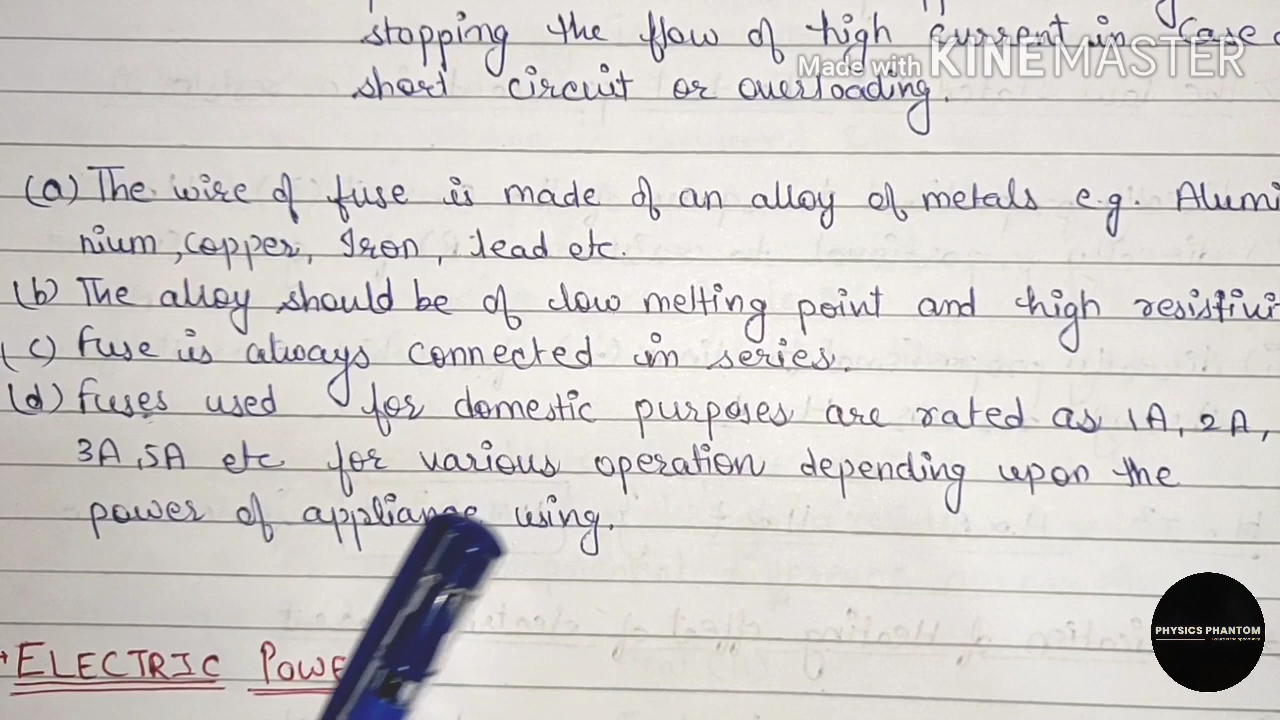 stopping the flow of high current in case
Made with KINEMASTER
short circuit or overloading.
(a) The wire of fuse is made of an alloy of metals e.g. Alumi
nium, copper, Iron, lead etc.
(b) The alloy should be of low melting point and high resistivi
(c) Fuse is always connected in series.
(d) Fuses used for domestic purposes are rated as 1A, 2A,
3A, 5A etc for various operation depending upon the
power of appliance using.
ELECTRIC POWE
PHYSICS PHANTOM